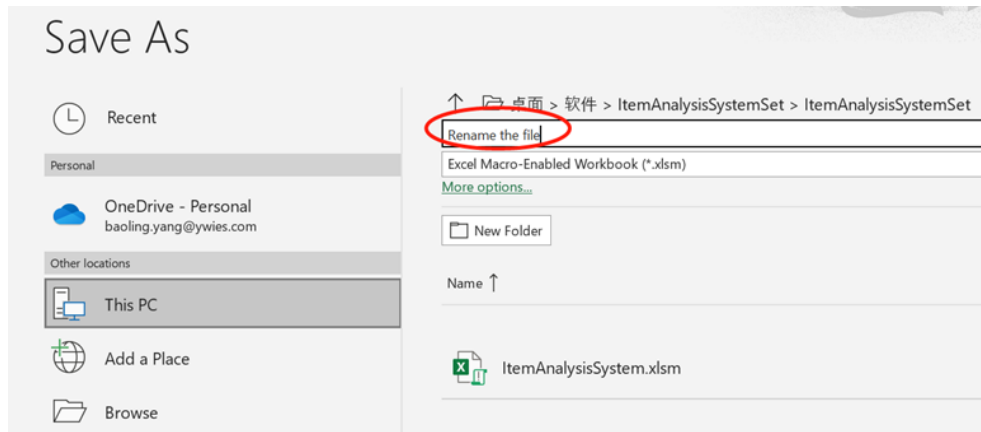 Save As
Recent
Personal
OneDrive - Personal
baoling.yang@ywies.com
Other locations
This PC
Add a Place
Browse
桌面 > 软件 > ItemAnalysisSystemSet > ItemAnalysisSystemSet
Rename the file
Excel Macro-Enabled Workbook (*.xlsm)
More options...
New Folder
Name ↑
ItemAnalysisSystem.xlsm